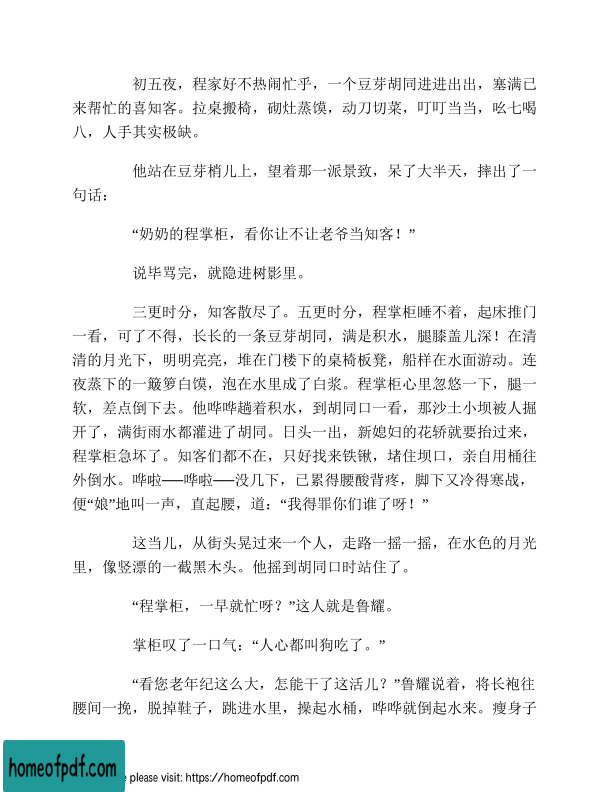 初五夜，程家好不热闹忙乎，一个豆芽胡同进进出出，塞满已
来帮忙的喜知客。拉桌搬椅，砌灶蒸馍，动刀切菜，叮叮当当，吆七喝
八，人手其实极缺。
他站在豆芽梢儿上，望着那一派景致，呆了大半天，摔出了一
句话：
“奶奶的程掌柜，看你让不让老爷当知客！”
说毕骂完，就隐进树影里。
三更时分，知客散尽了。五更时分，程掌柜睡不着，起床推门
一看，可了不得，长长的一条豆芽胡同，满是积水，腿膝盖儿深！在清
清的月光下，明明亮亮，堆在门楼下的桌椅板凳，船样在水面游动。连
夜蒸下的一簸箩白馍，泡在水里成了白浆。程掌柜心里忽悠一下，腿一
软，差点倒下去。他哗哗趟着积水，到胡同口一看，那沙土小坝被人掘
开了，满街雨水都灌进了胡同。日头一出，新媳妇的花轿就要抬过来，
程掌柜急坏了。知客们都不在，只好找来铁锹，堵住坝口，亲自用桶往
外倒水。哗啦──哗啦──没几下，已累得腰酸背疼，脚下又冷得寒战，
便“娘”地叫一声，直起腰，道：“我得罪你们谁了呀！”
这当儿，从街头晃过来一个人，走路一摇一摇，在水色的月光
里，像竖漂的一截黑木头。他摇到胡同口时站住了。
“程掌柜，一早就忙呀？”这人就是鲁耀。
掌柜叹了一口气：“人心都叫狗吃了。”
“看您老年纪这么大，怎能干了这活儿？”鲁耀说着，将长袍往
腰间一挽，脱掉鞋子，跳进水里，操起水桶，哗哗就倒起水来。瘦身子
homeofpdf.com
e please visit: https://homeofpdf.com